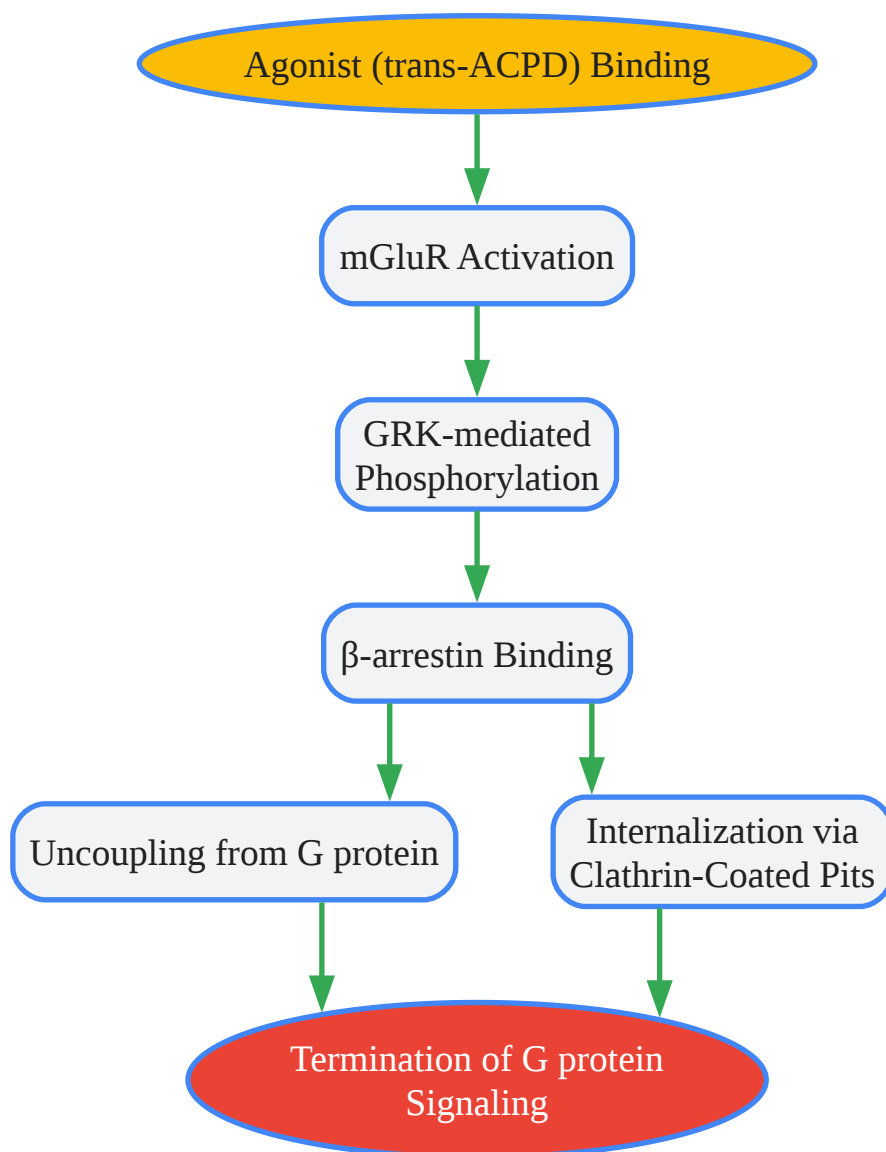 Agonist (trans-ACPD) Binding
mGluR Activation
GRK-mediated
Phosphorylation
β-arrestin Binding
Uncoupling from G protein
Internalization via
Clathrin-Coated Pits
Termination of G protein
Signaling